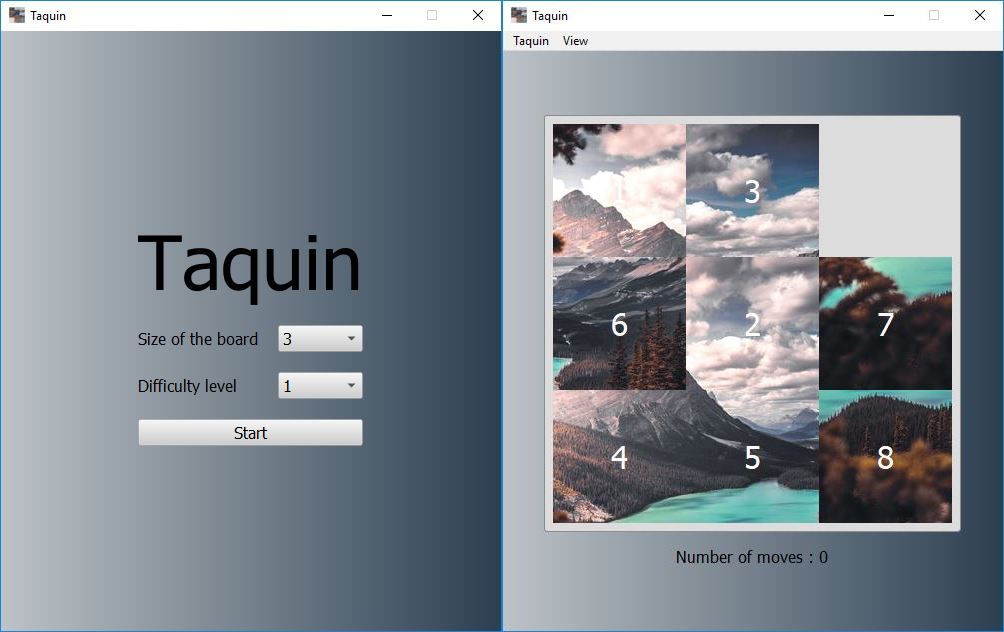 Taquin
Taquin
Size of the board 3
Difficulty level 1
Start
Taquin
Taquin View
3
6 2 7
4 5 8
Number of moves : 0